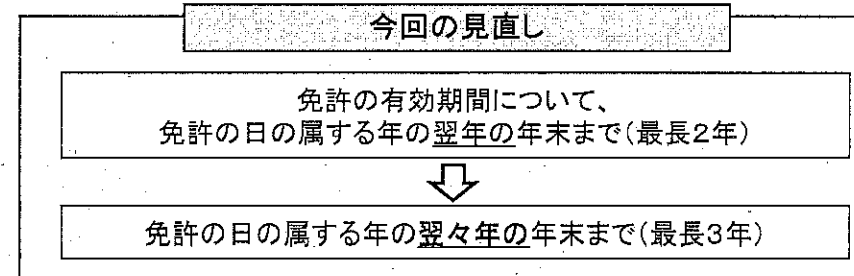 今回の見直し
免許の有効期間について、
免許の日の属する年の翌年の年末まで(最長2年)
免許の日の属する年の翌々年の年末まで(最長3年)